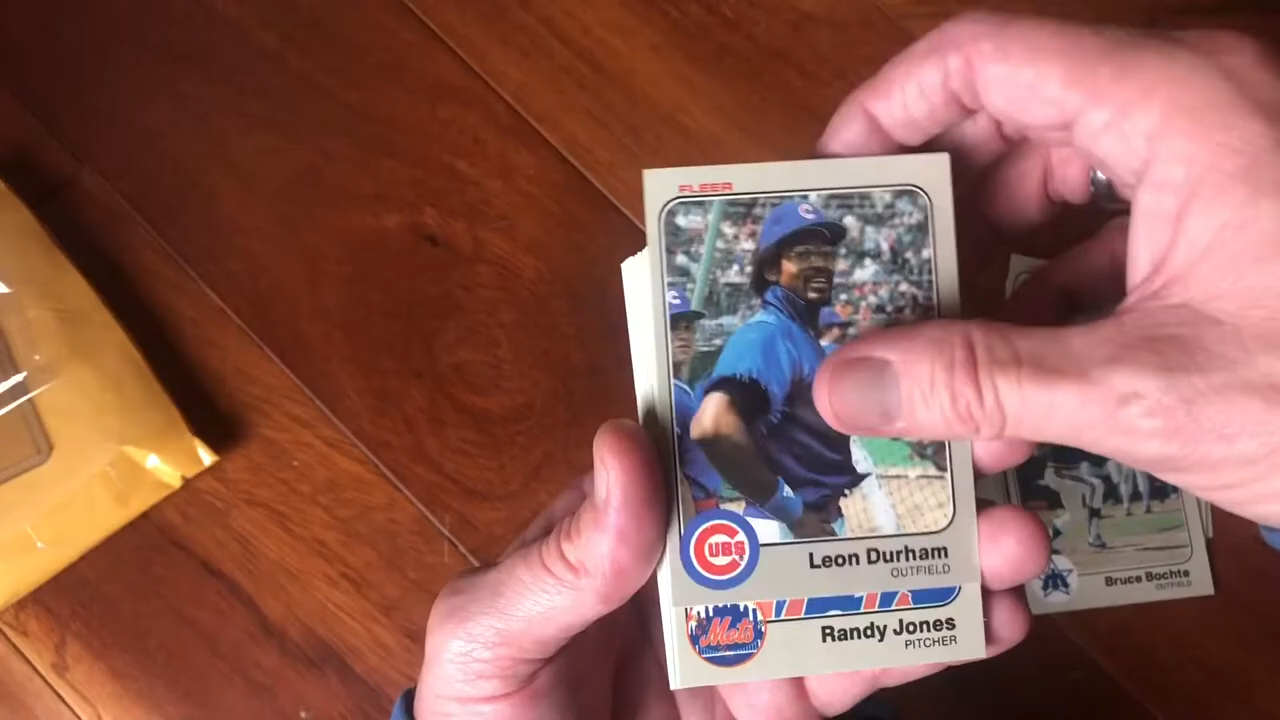 FLEER
C
C
CUBS
Leon Durham
OUTFIELD
Mets
Randy Jones
PITCHER
Bruce Bochte
OUTFIELD